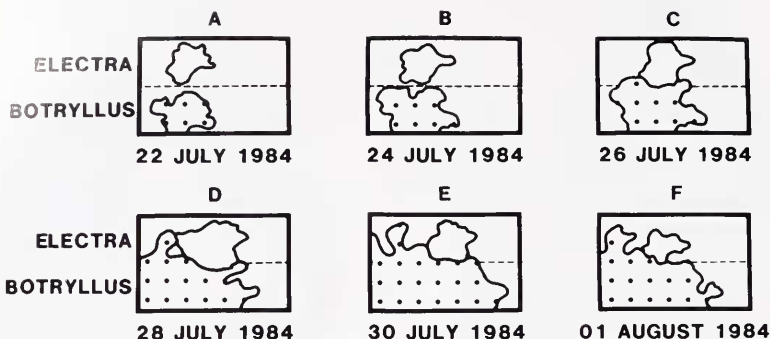 A B C
ELECTRA
BOTRYLLUS
22 JULY 1984 24 JULY 1984 26 JULY 1984
D E F
ELECTRA
BOTRYLLUS
28 JULY 1984 30 JULY 1984 01 AUGUST 1984